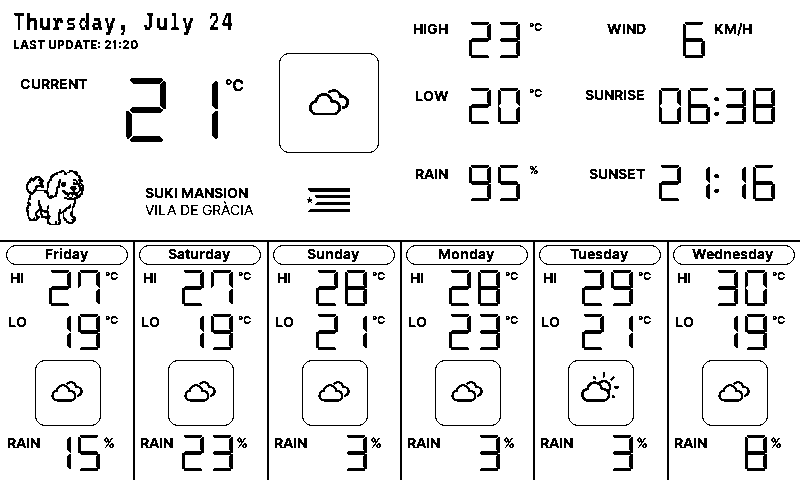 Thursday, July 24
LAST UPDATE: 21:20
CURRENT 21 °C
HIGH 23 °C
WIND 6 KM/H
LOW 20 °C
SUNRISE 06:38
RAIN 95 %
SUNSET 21:16
SUKI MANSION
VILA DE GRÀCIA
Friday
HI 27 °C
LO 19 °C
RAIN 15 %
Saturday
HI 27 °C
LO 19 °C
RAIN 23 %
Sunday
HI 28 °C
LO 21 °C
RAIN 3 %
Monday
HI 28 °C
LO 23 °C
RAIN 3 %
Tuesday
HI 29 °C
LO 21 °C
RAIN 3 %
Wednesday
HI 30 °C
LO 19 °C
RAIN 8 %